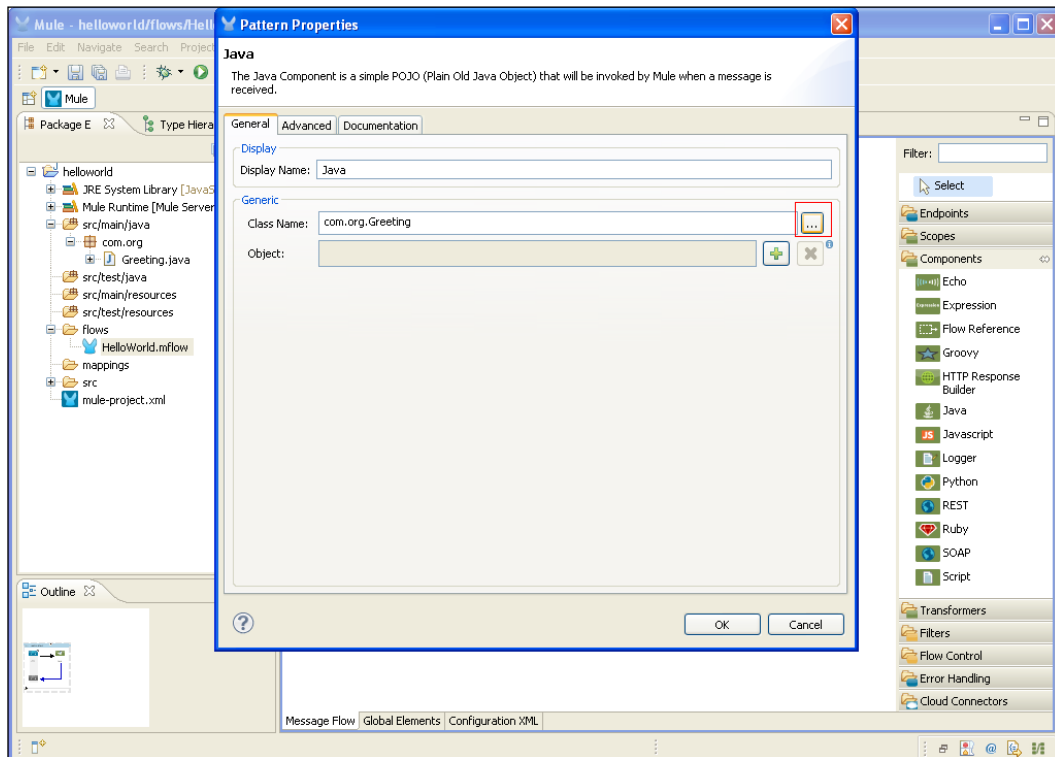 Mule - helloworld/flows/Hell
Pattern Properties
File Edit Navigate Search Project
Java
The Java Component is a simple POJO (Plain Old Java Object) that will be invoked by Mule when a message is
received.
Mule
Package E
Type Hiera
General Advanced Documentation
Display
Display Name: Java
Generic
Class Name: com.org.Greeting ...
Object:
helloworld
JRE System Library [JavaS
Mule Runtime [Mule Server
src/main/java
com.org
Greeting.java
src/test/java
src/main/resources
src/test/resources
flows
HelloWorld.mflow
mappings
src
mule-project.xml
Filter:
Select
Endpoints
Scopes
Components
Echo
Expression
Flow Reference
Groovy
HTTP Response
Builder
Java
Javascript
Logger
Python
REST
Ruby
SOAP
Script
Transformers
Filters
Flow Control
Error Handling
Cloud Connectors
Outline
OK Cancel
Message Flow Global Elements Configuration XML